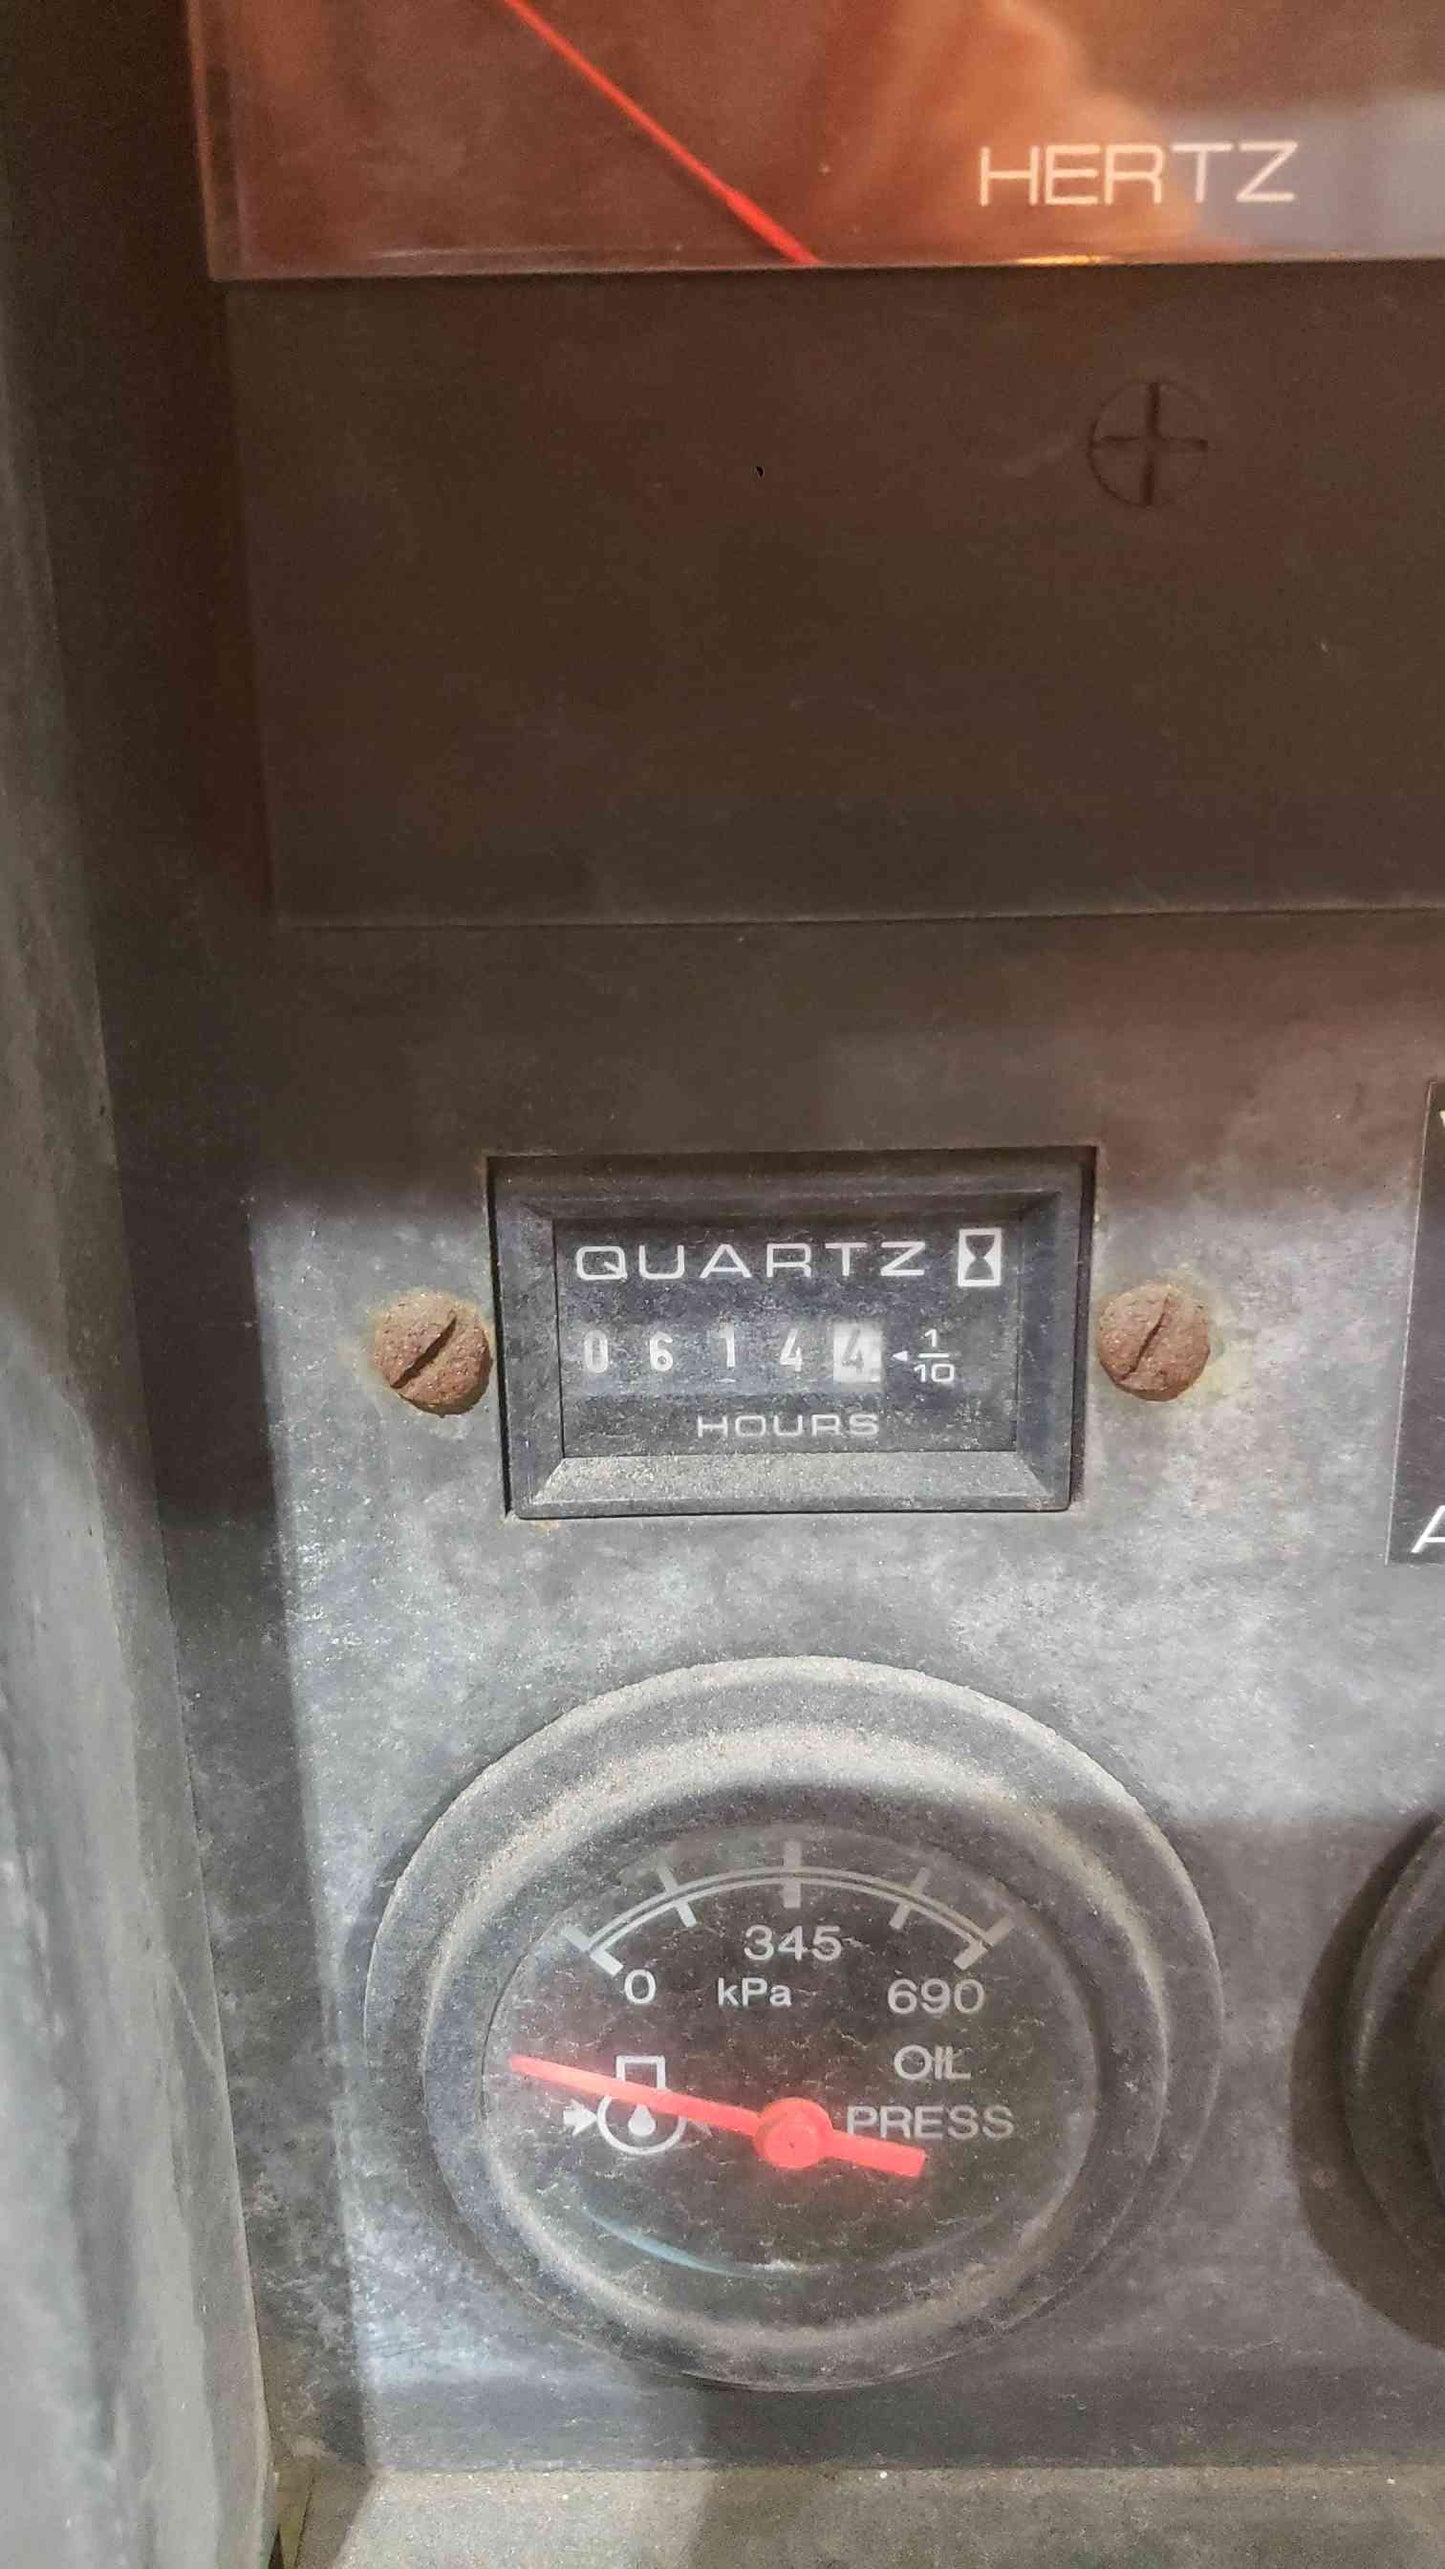 HERTZ
QUARTZ
0 6 1 4 4 1/10
HOURS
345
0 kPa 690
OIL
PRESS